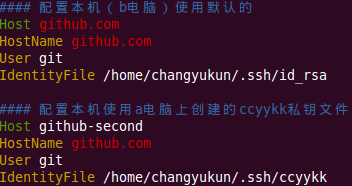 #### 配置本机（b电脑）使用默认的
Host github.com
HostName github.com
User git
IdentityFile /home/changyukun/.ssh/id_rsa
#### 配置本机使用a电脑上创建的ccyykk私钥文件
Host github-second
HostName github.com
User git
IdentityFile /home/changyukun/.ssh/ccyykk